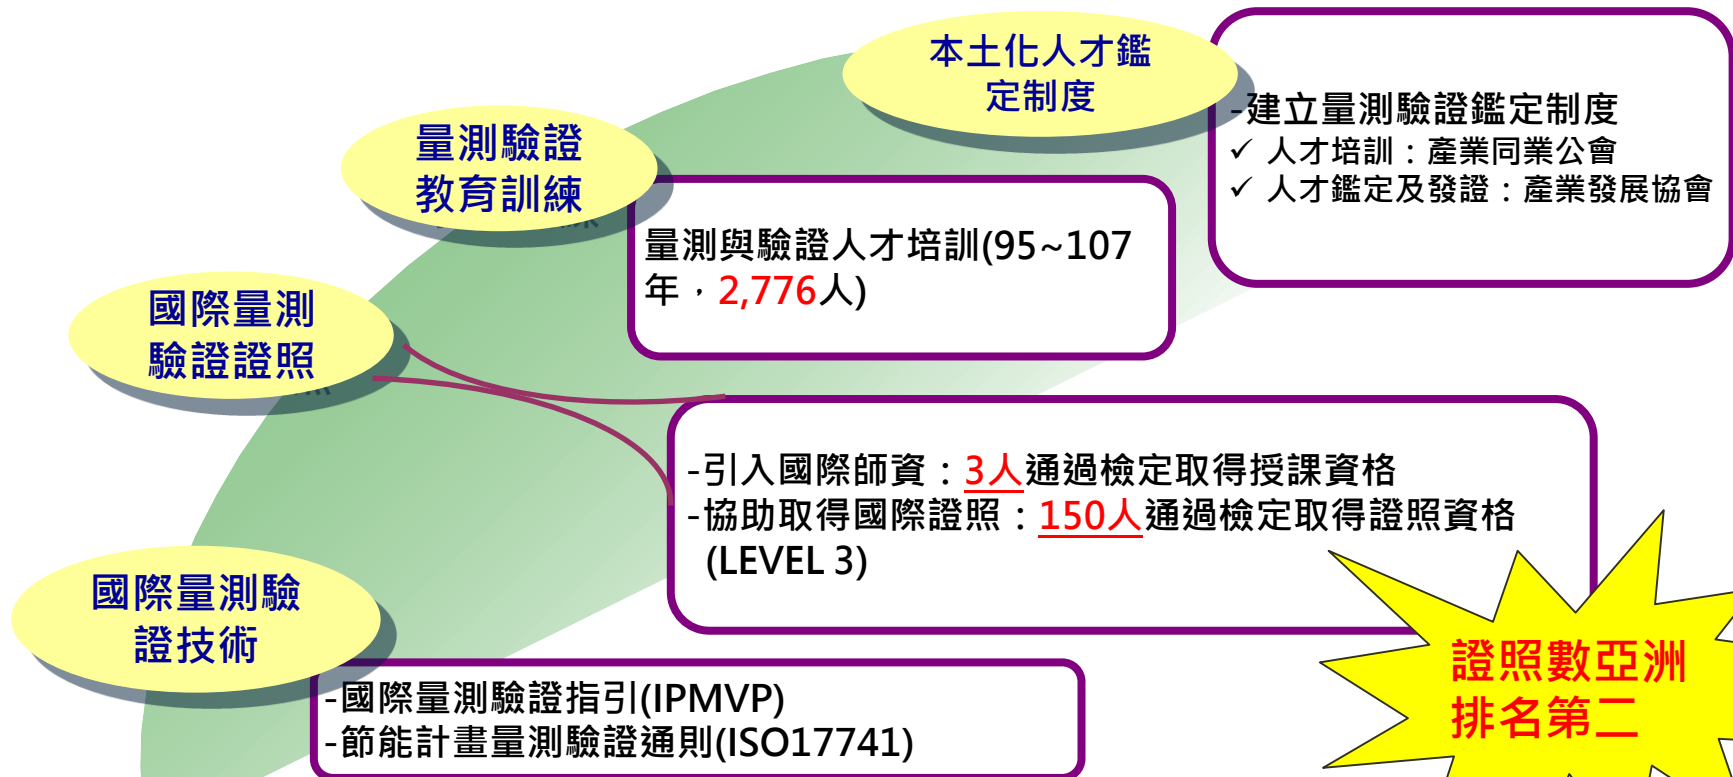 本土化人才鑑
定制度
-建立量測驗證鑑定制度
✓ 人才培訓：產業同業公會
✓ 人才鑑定及發證：產業發展協會
量測驗證
教育訓練
量測與驗證人才培訓(95~107
年，2,776人)
國際量測
驗證證照
-引入國際師資：3人通過檢定取得授課資格
-協助取得國際證照：150人通過檢定取得證照資格
(LEVEL 3)
國際量測驗
證技術
-國際量測驗證指引(IPMVP)
-節能計畫量測驗證通則(ISO17741)
證照數亞洲
排名第二